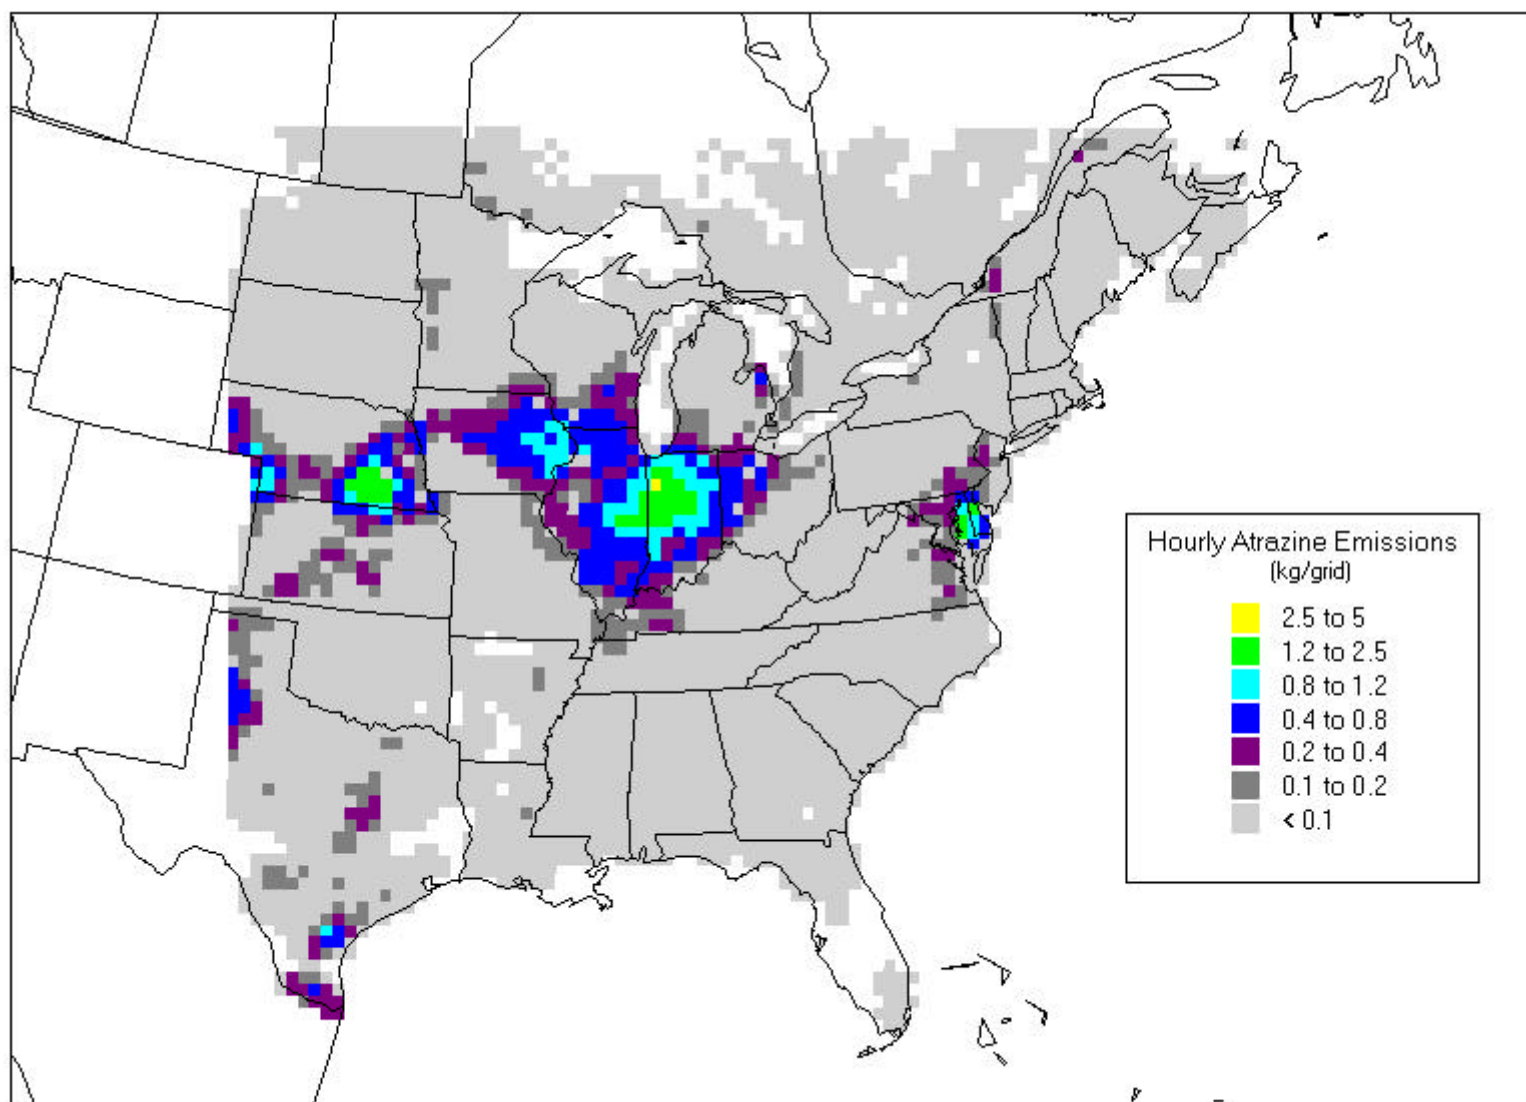 Hourly Atrazine Emissions
(kg/grid)
2.5 to 5
1.2 to 2.5
0.8 to 1.2
0.4 to 0.8
0.2 to 0.4
0.1 to 0.2
< 0.1